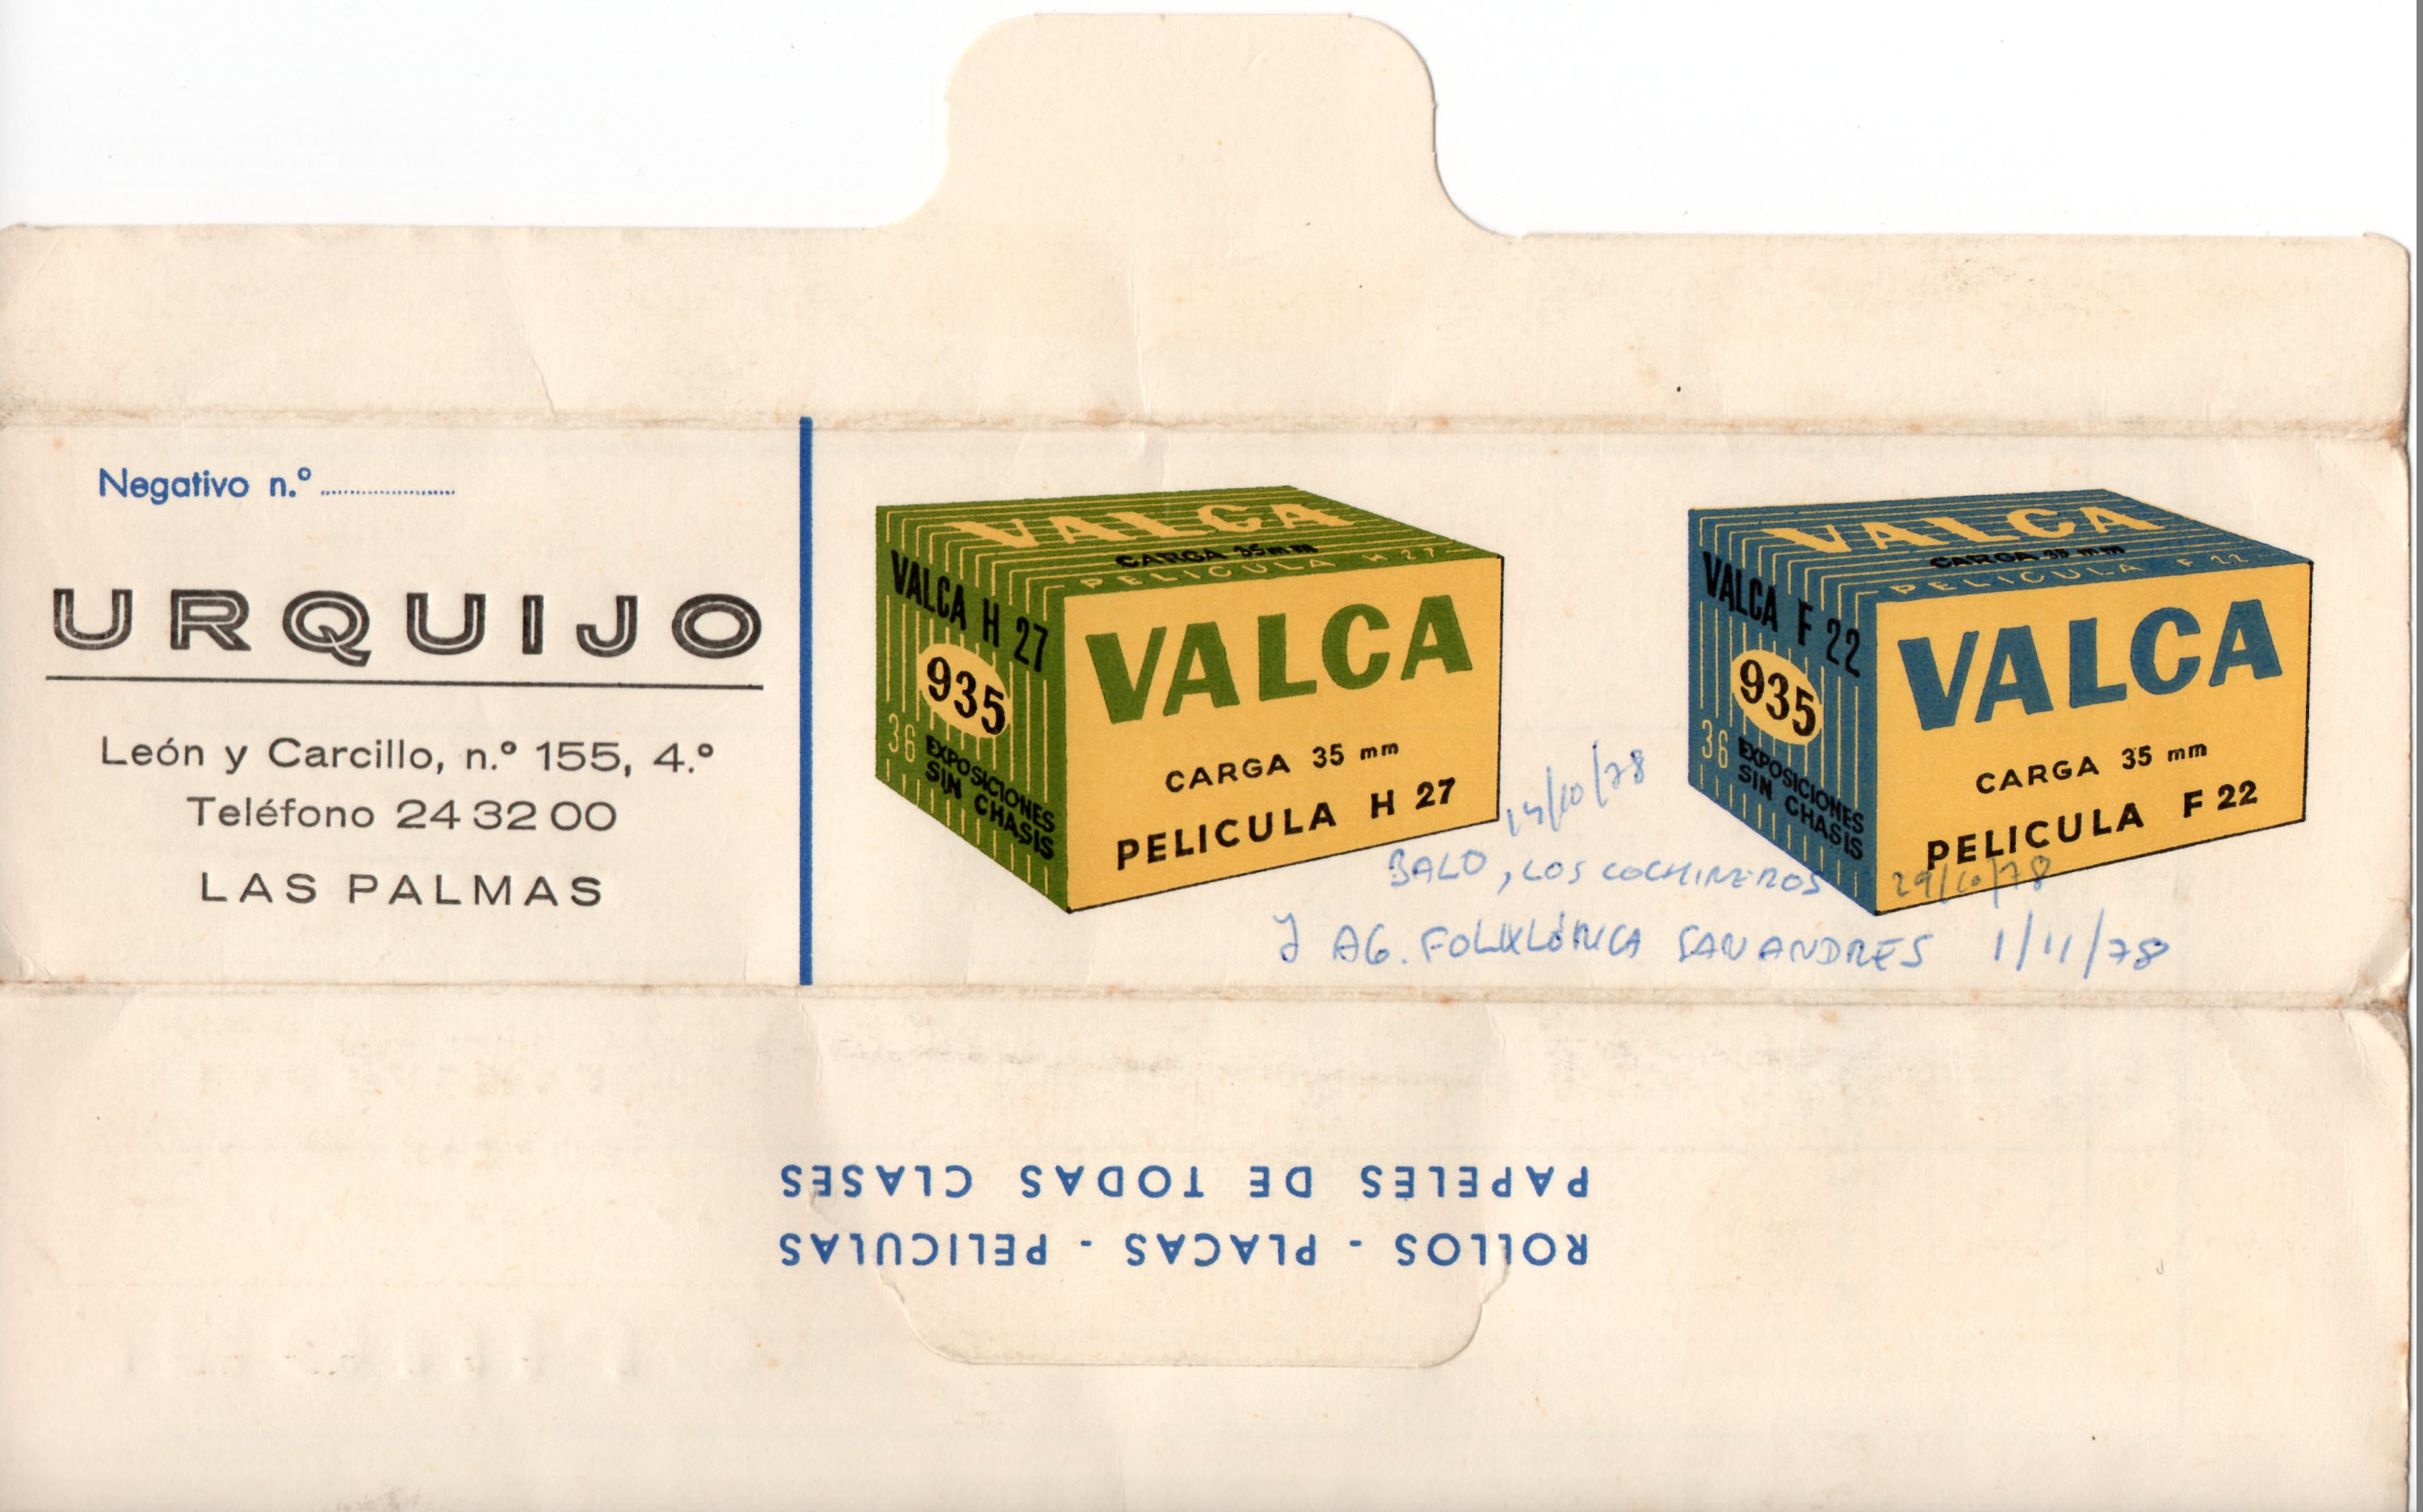 Negativo n.º
URQUIJO
León y Carcillo, n.º 155, 4.º
Teléfono 24 32 00
LAS PALMAS
VALCA
CARGA 35 mm
PELICULA H 27
VALCA H 27
935
36 EXPOSICIONES
SIN CHASIS
VALCA
CARGA 35 mm
PELICULA H 27
VALCA
CARGA 35 mm
PELICULA F 22
VALCA F 22
935
36 EXPOSICIONES
SIN CHASIS
VALCA
CARGA 35 mm
PELICULA F 22
/10/78
BALO, LOS COCHINEROS 29/10/78
Y AG. FOLKLÓRICA SAN ANDRES 1/11/78
ROLLOS - PLACAS - PELICULAS
PAPELES DE TODAS CLASES